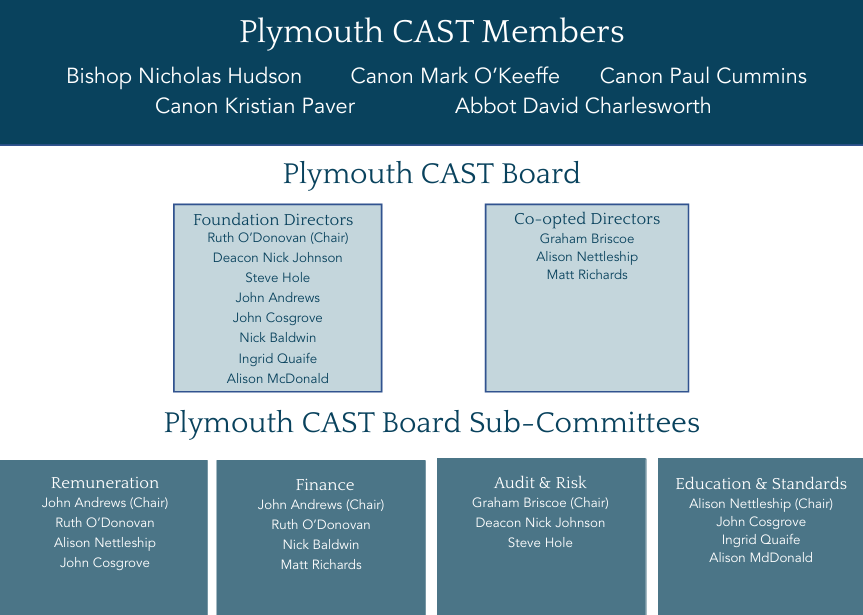 Plymouth CAST Members
Bishop Nicholas Hudson Canon Mark O'Keeffe Canon Paul Cummins
Canon Kristian Paver Abbot David Charlesworth
Plymouth CAST Board
Foundation Directors
Ruth O'Donovan (Chair)
Deacon Nick Johnson
Steve Hole
John Andrews
John Cosgrove
Nick Baldwin
Ingrid Quaife
Alison McDonald
Co-opted Directors
Graham Briscoe
Alison Nettleship
Matt Richards
Plymouth CAST Board Sub-Committees
Remuneration
John Andrews (Chair)
Ruth O'Donovan
Alison Nettleship
John Cosgrove
Finance
John Andrews (Chair)
Ruth O'Donovan
Nick Baldwin
Matt Richards
Audit & Risk
Graham Briscoe (Chair)
Deacon Nick Johnson
Steve Hole
Education & Standards
Alison Nettleship (Chair)
John Cosgrove
Ingrid Quaife
Alison MdDonald